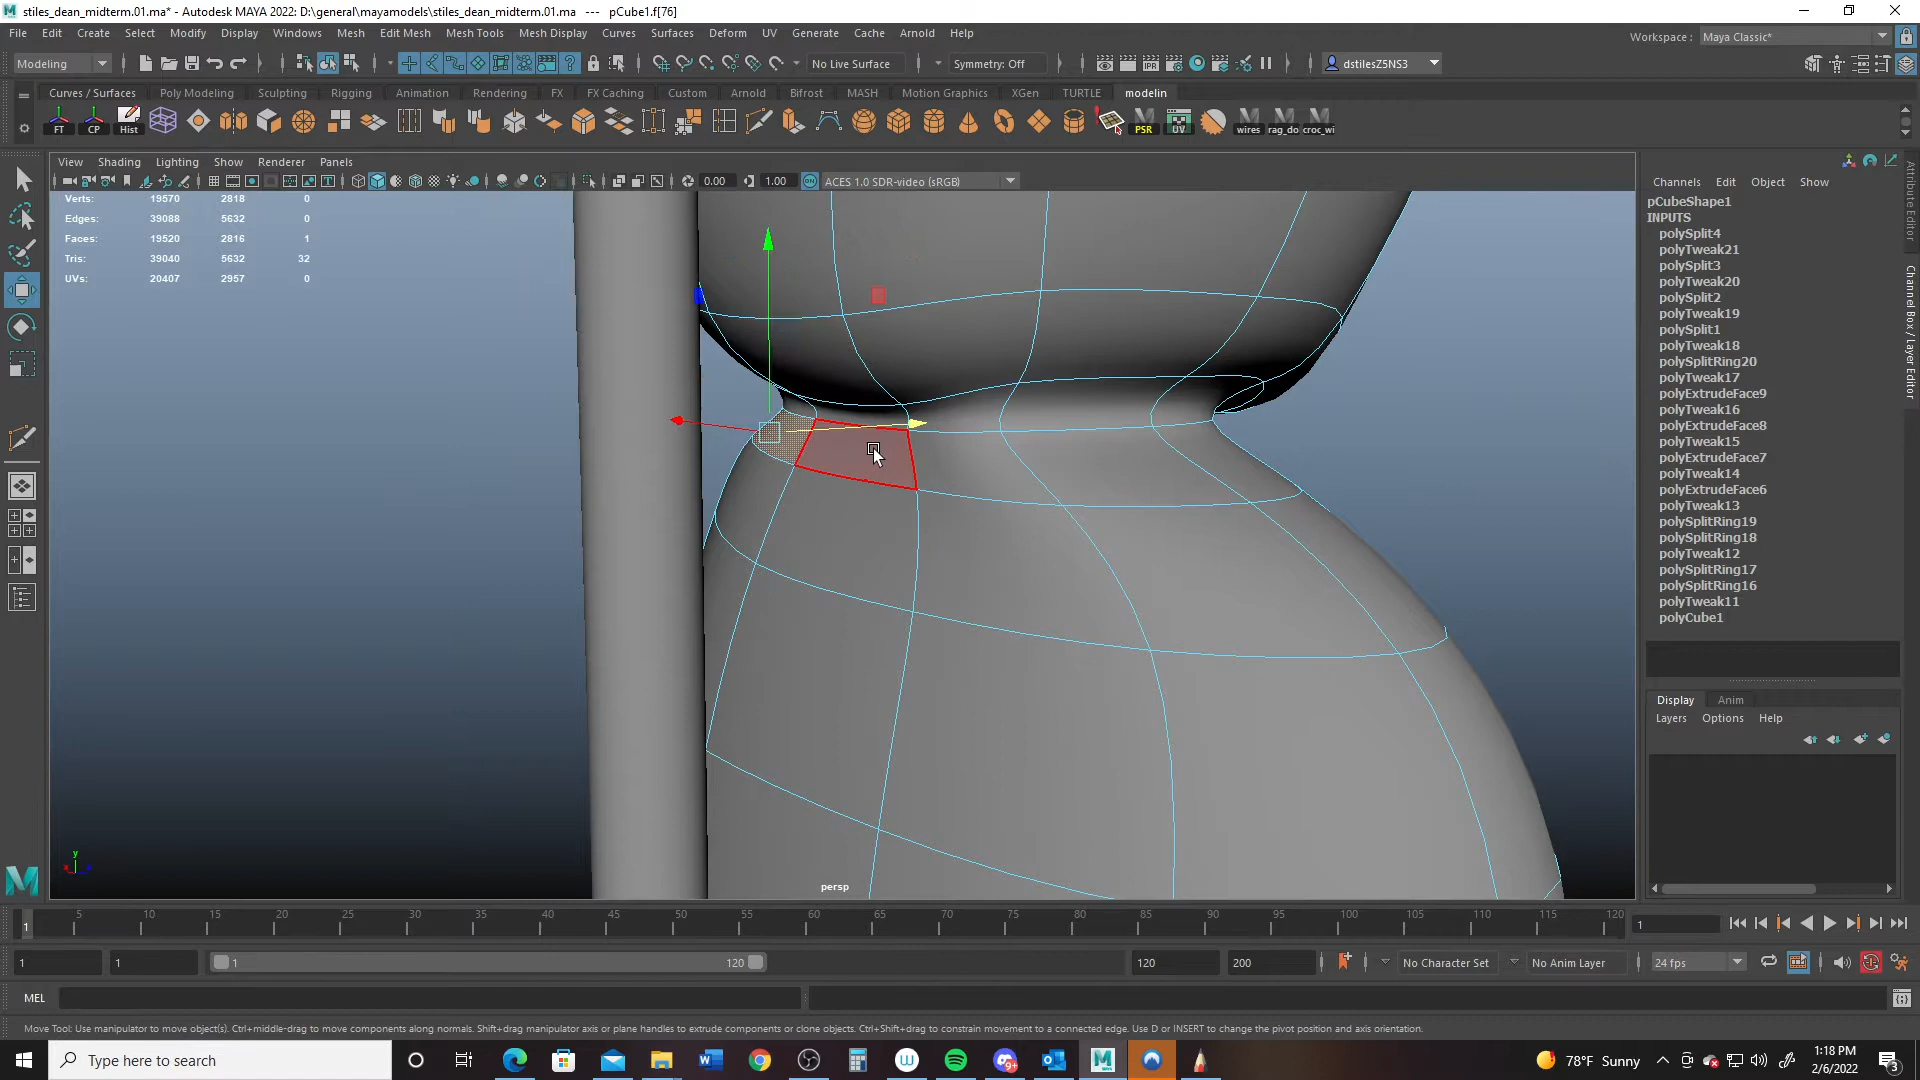 stiles_dean_midterm.01.ma* - Autodesk MAYA 2022: D:\general\mayamodels\stiles_dean_midterm.01.ma --- pCube1.f[76]
File Edit Create Select Modify Display Windows Mesh Edit Mesh Mesh Tools Mesh Display Curves Surfaces Deform UV Generate Cache Arnold Help
Workspace : Maya Classic*
Modeling No Live Surface Symmetry: Off dstilesZ5NS3
Curves / Surfaces Poly Modeling Sculpting Rigging Animation Rendering FX FX Caching Custom Arnold Bifrost MASH Motion Graphics XGen TURTLE modelin
FT CP Hist PSR UV wires rag_do croc_wi
View Shading Lighting Show Renderer Panels
0.00 1.00 ON ACES 1.0 SDR-video (sRGB)
Channels Edit Object Show
Verts: 19570 2818 0
Edges: 39088 5632 0
Faces: 19520 2816 1
Tris: 39040 5632 32
UVs: 20407 2957 0
pCubeShape1
INPUTS
polySplit4
polyTweak21
polySplit3
polyTweak20
polySplit2
polyTweak19
polySplit1
polyTweak18
polySplitRing20
polyTweak17
polyExtrudeFace9
polyTweak16
polyExtrudeFace8
polyTweak15
polyExtrudeFace7
polyTweak14
polyExtrudeFace6
polyTweak13
polySplitRing19
polySplitRing18
polyTweak12
polySplitRing17
polySplitRing16
polyTweak11
polyCube1
Attribute Editor
Channel Box / Layer Editor
Display Anim
Layers Options Help
y
x
persp
5 10 15 20 25 30 35 40 45 50 55 60 65 70 75 80 85 90 95 100 105 110 115 120
1
1
1 1 1 120 120 200 No Character Set No Anim Layer 24 fps
MEL
Move Tool: Use manipulator to move object(s). Ctrl+middle-drag to move components along normals. Shift+drag manipulator axis or plane handles to extrude components or clone objects. Ctrl+Shift+drag to constrain movement to a connected edge. Use D or INSERT to change the pivot position and axis orientation.
Type here to search
78°F Sunny
1:18 PM
2/6/2022
3